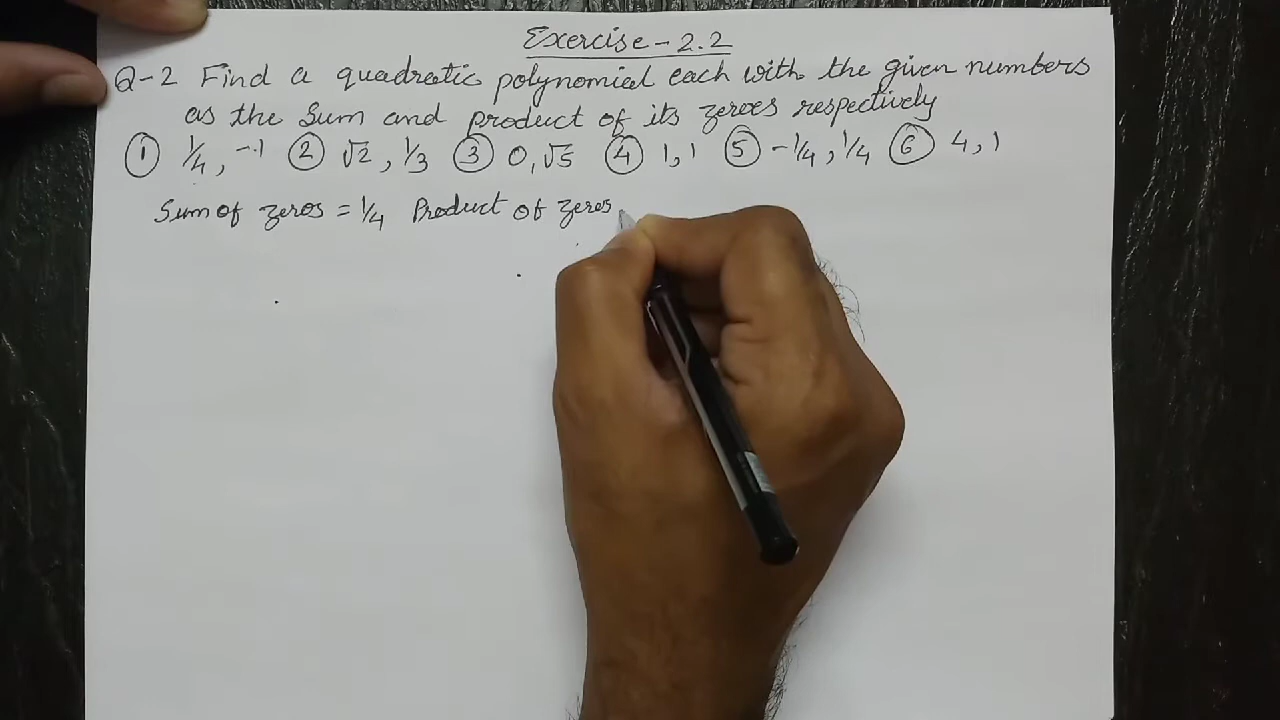 Exercise - 2.2
Q-2 Find a quadratic polynomial each with the given numbers
as the sum and product of its zeroes respectively
① 1/4, -1 ② √2, 1/3 ③ 0, √5 ④ 1, 1 ⑤ -1/4, 1/4 ⑥ 4, 1
Sum of zeros = 1/4 Product of zeros